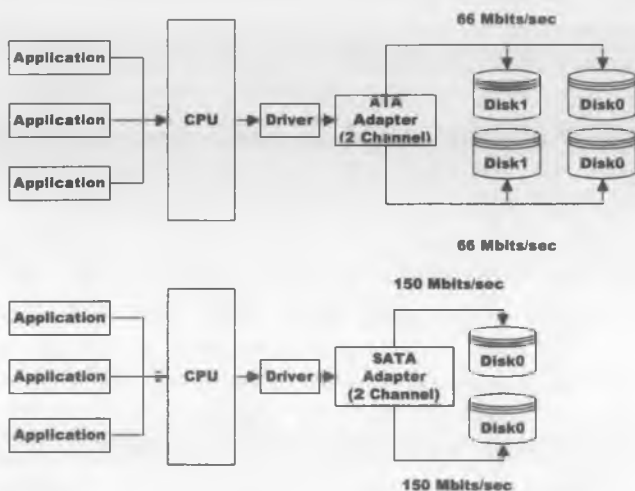 66 Mbits/sec
Application
Application
Application
CPU
Driver
ATA
Adapter
(2 Channel)
Disk1
Disk0
Disk1
Disk0
66 Mbits/sec
150 Mbits/sec
Application
Application
Application
CPU
Driver
SATA
Adapter
(2 Channel)
Disk0
Disk0
150 Mbits/sec